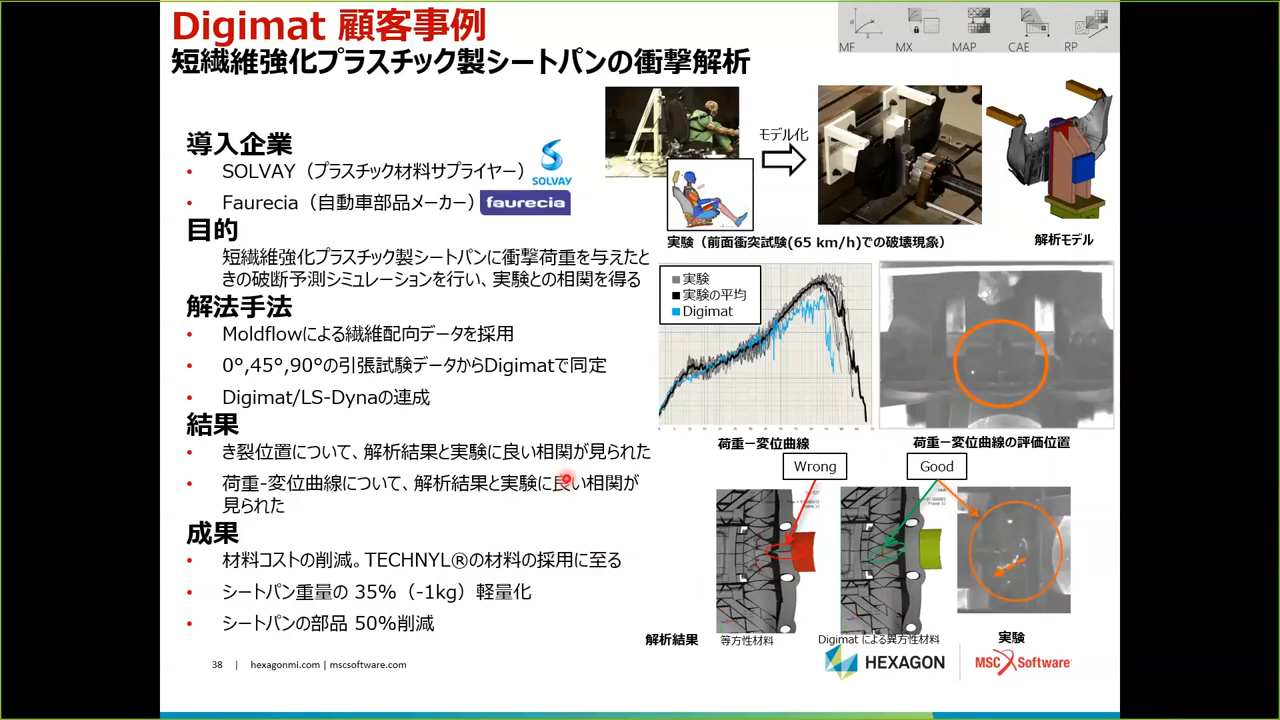 Digimat 顧客事例
短繊維強化プラスチック製シートパンの衝撃解析
MF MX MAP CAE RP
導入企業
• SOLVAY（プラスチック材料サプライヤー）
SOLVAY
• Faurecia（自動車部品メーカー）
faurecia
目的
短繊維強化プラスチック製シートパンに衝撃荷重を与えたと
きの破断予測シミュレーションを行い、実験との相関を得る
解法手法
• Moldflowによる繊維配向データを採用
• 0°,45°,90°の引張試験データからDigimatで同定
• Digimat/LS-Dynaの連成
結果
• き裂位置について、解析結果と実験に良い相関が見られた
• 荷重-変位曲線について、解析結果と実験に良い相関が
見られた
成果
• 材料コストの削減。TECHNYL®の材料の採用に至る
• シートパン重量の 35%（-1kg）軽量化
• シートパンの部品 50%削減
モデル化
実験（前面衝突試験(65 km/h)での破壊現象）
解析モデル
実験
実験の平均
Digimat
荷重－変位曲線
荷重－変位曲線の評価位置
Wrong
Good
解析結果
等方性材料
Digimat による異方性材料
実験
38 | hexagonmi.com | mscsoftware.com
HEXAGON
MSC Software